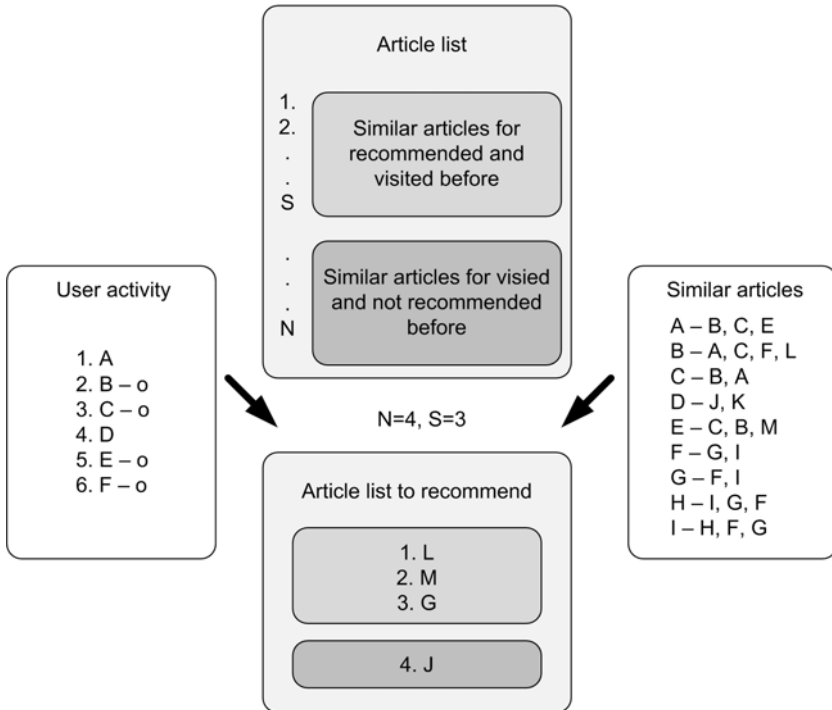 Article list
1.
2.
.
.
S
.
.
.
N
Similar articles for
recommended and
visited before
Similar articles for visied
and not recommended
before
User activity
1. A
2. B – o
3. C – o
4. D
5. E – o
6. F – o
Similar articles
A – B, C, E
B – A, C, F, L
C – B, A
D – J, K
E – C, B, M
F – G, I
G – F, I
H – I, G, F
I – H, F, G
N=4, S=3
Article list to recommend
1. L
2. M
3. G
4. J